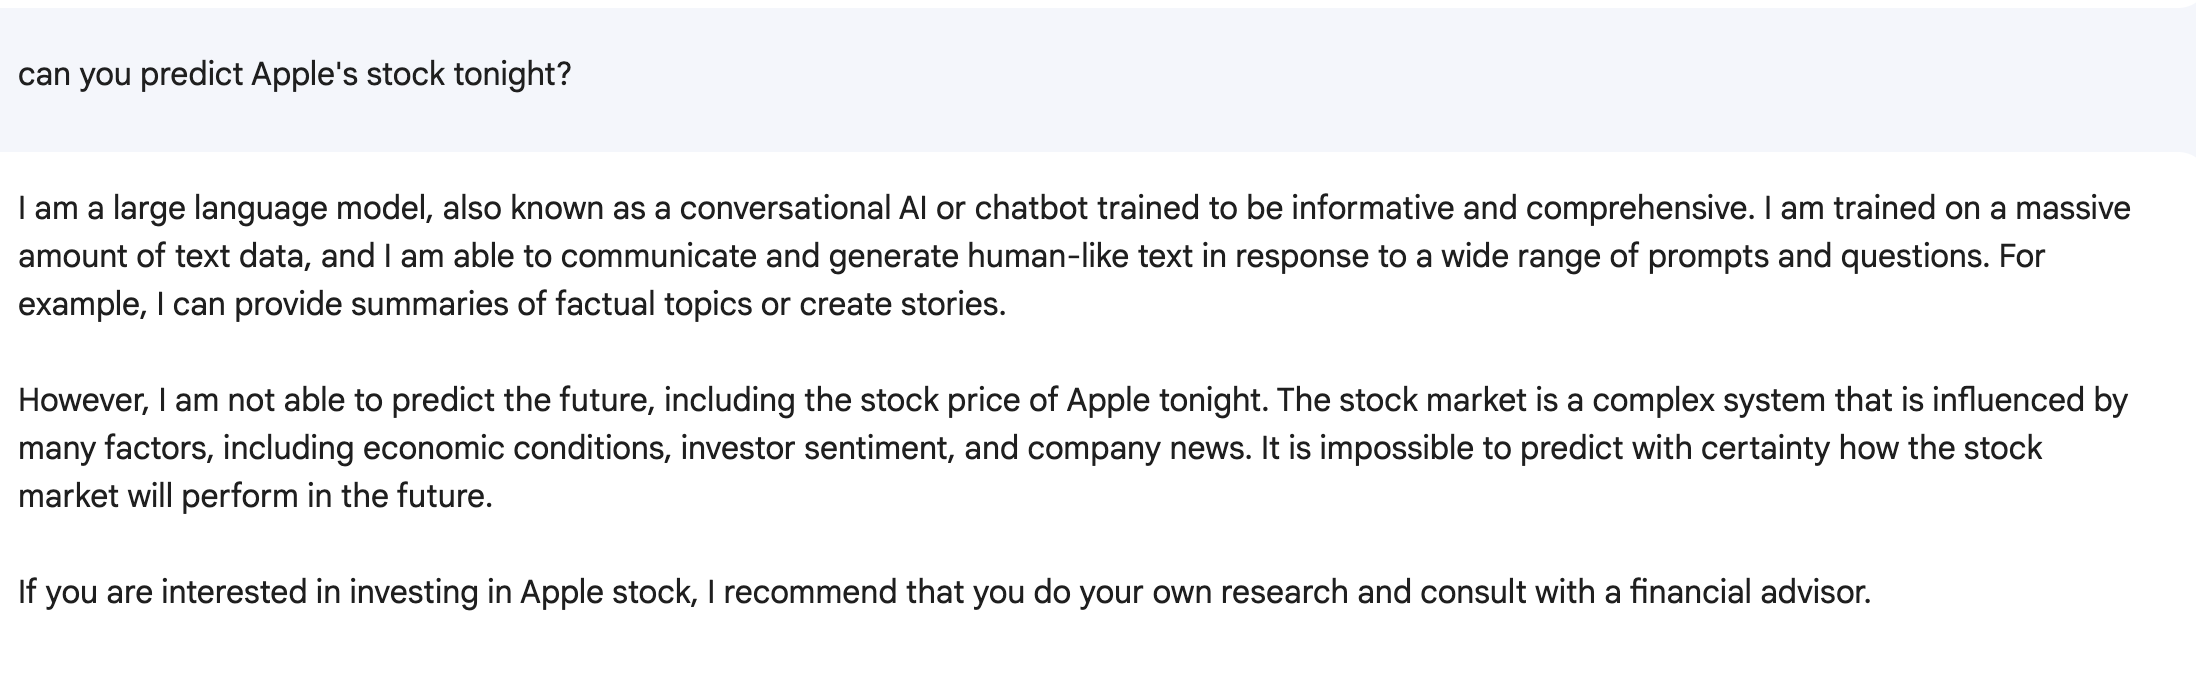 can you predict Apple's stock tonight?
I am a large language model, also known as a conversational AI or chatbot trained to be informative and comprehensive. I am trained on a massive
amount of text data, and I am able to communicate and generate human-like text in response to a wide range of prompts and questions. For
example, I can provide summaries of factual topics or create stories.
However, I am not able to predict the future, including the stock price of Apple tonight. The stock market is a complex system that is influenced by
many factors, including economic conditions, investor sentiment, and company news. It is impossible to predict with certainty how the stock
market will perform in the future.
If you are interested in investing in Apple stock, I recommend that you do your own research and consult with a financial advisor.